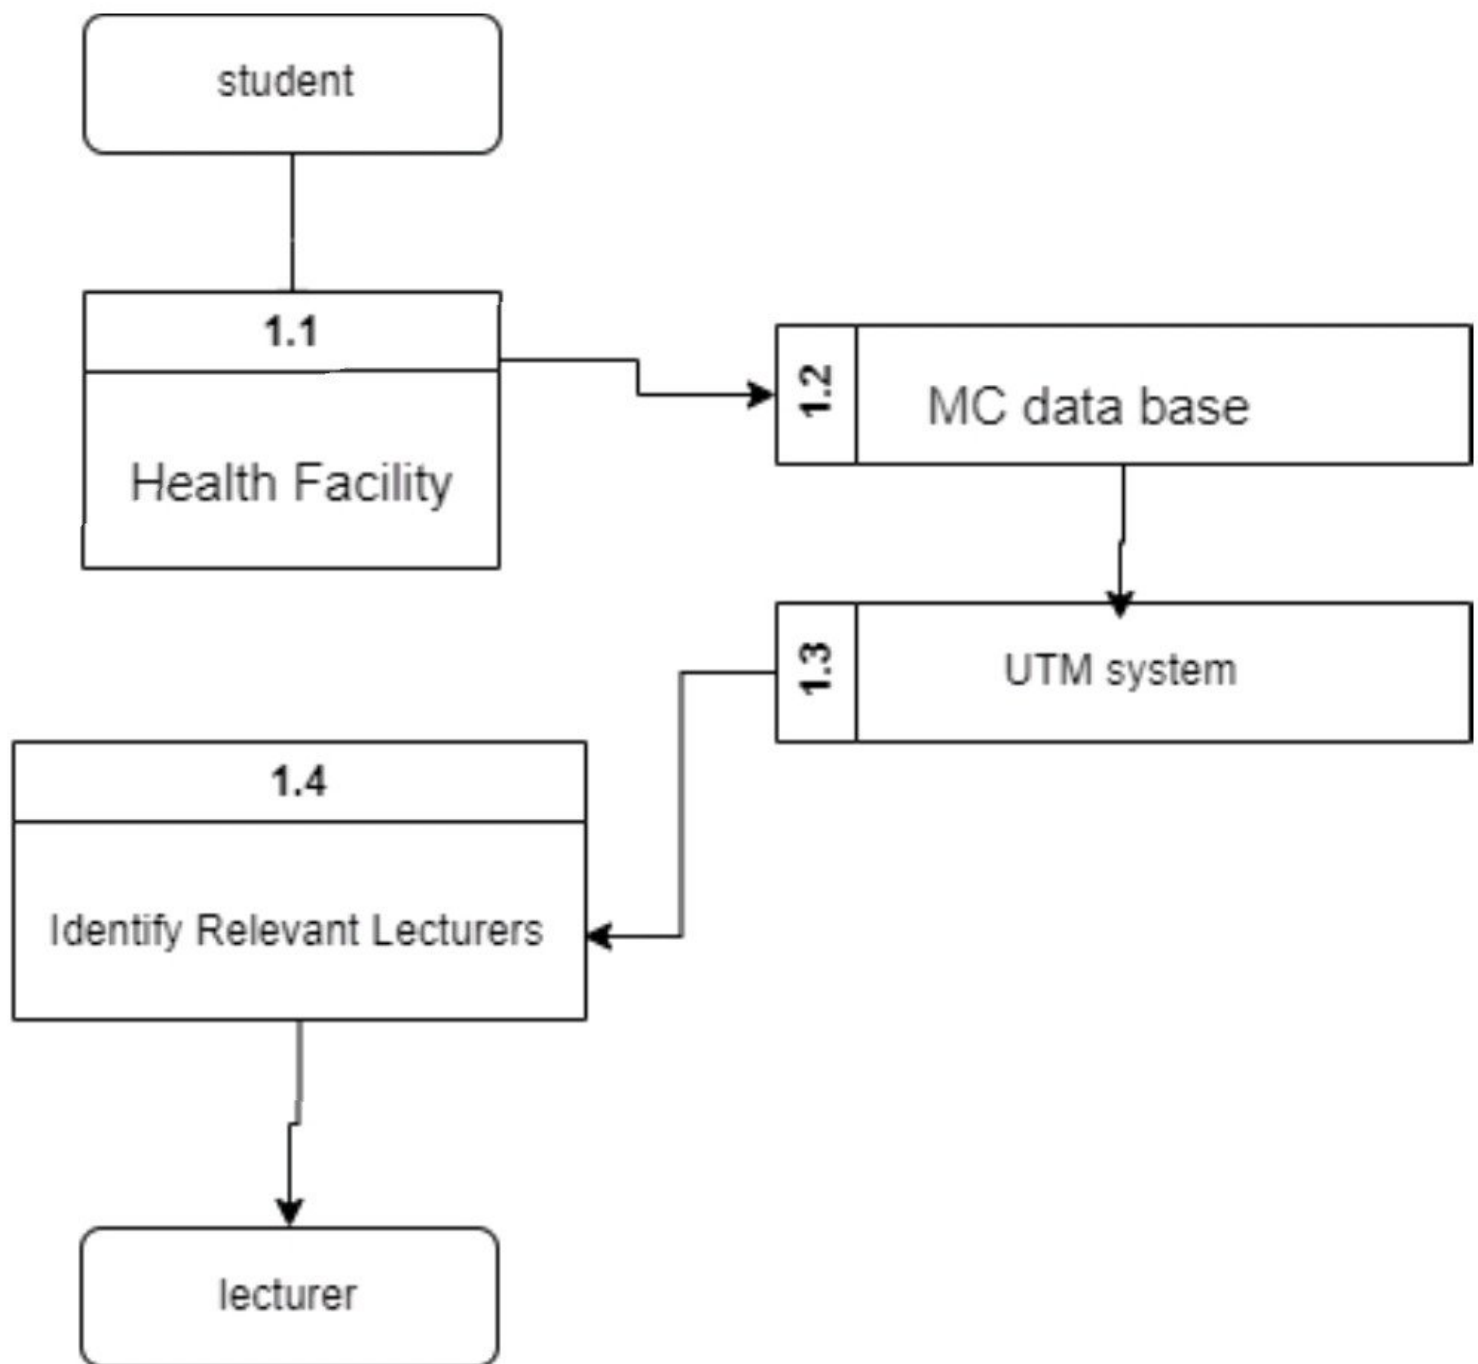 student
1.1
Health Facility
1.2
MC data base
1.3
UTM system
1.4
Identify Relevant Lecturers
lecturer